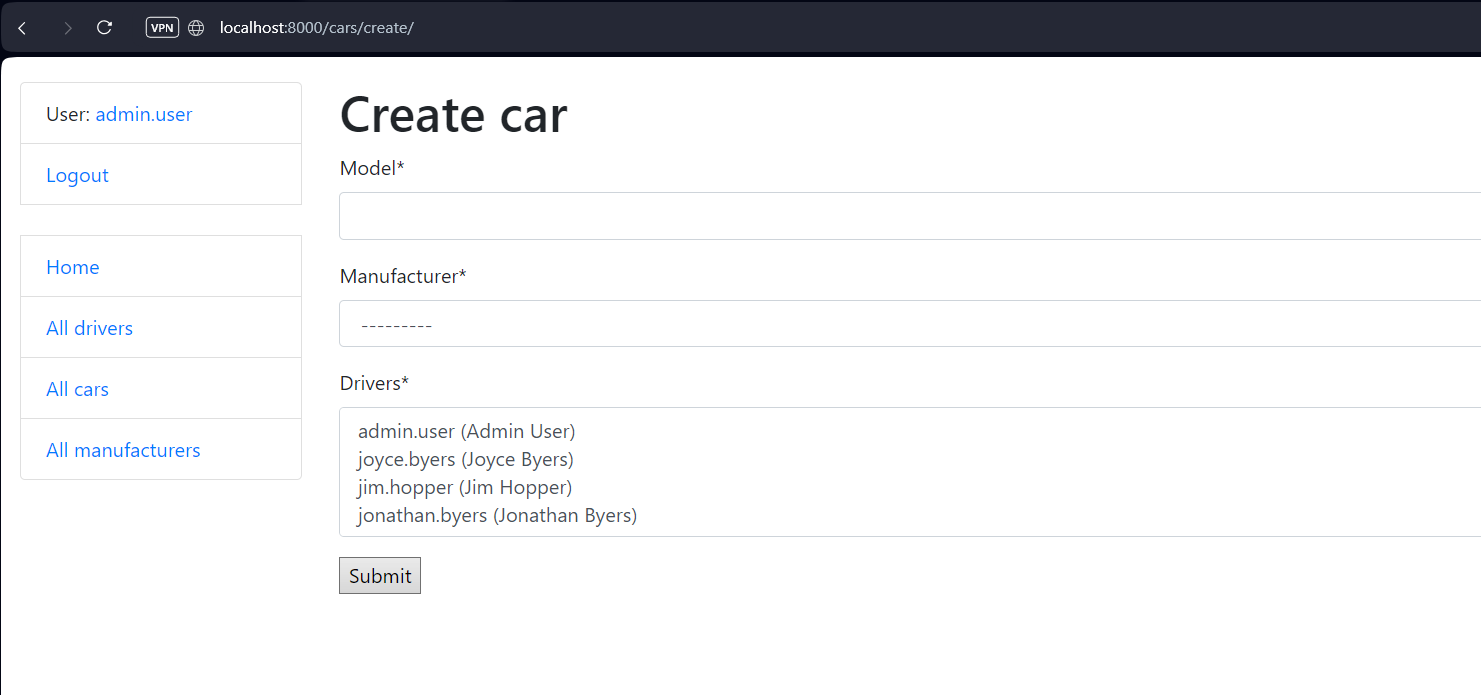 VPN localhost:8000/cars/create/
User: admin.user
Logout
Home
All drivers
All cars
All manufacturers
Create car
Model*
Manufacturer*
---------
Drivers*
admin.user (Admin User)
joyce.byers (Joyce Byers)
jim.hopper (Jim Hopper)
jonathan.byers (Jonathan Byers)
Submit